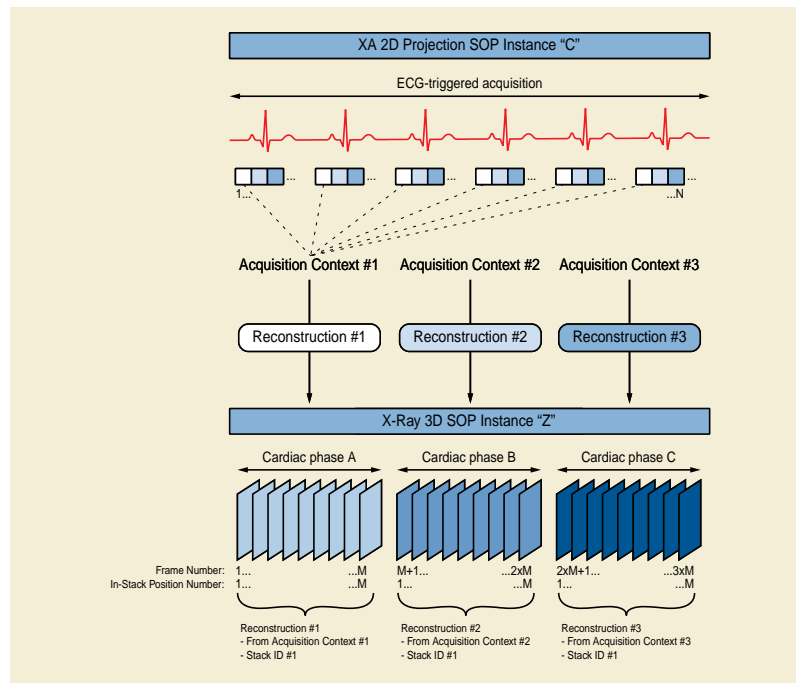 XA 2D Projection SOP Instance “C”
ECG-triggered acquisition
... ... ... ... ... ...
1... ...N
Acquisition Context #1 Acquisition Context #2 Acquisition Context #3
Reconstruction #1 Reconstruction #2 Reconstruction #3
X-Ray 3D SOP Instance “Z”
Cardiac phase A Cardiac phase B Cardiac phase C
Frame Number: 1... ...M M+1... ...2xM 2xM+1... ...3xM
In-Stack Position Number: 1... ...M 1... ...M 1... ...M
Reconstruction #1 Reconstruction #2 Reconstruction #3
- From Acquisition Context #1 - From Acquisition Context #2 - From Acquisition Context #3
- Stack ID #1 - Stack ID #1 - Stack ID #1